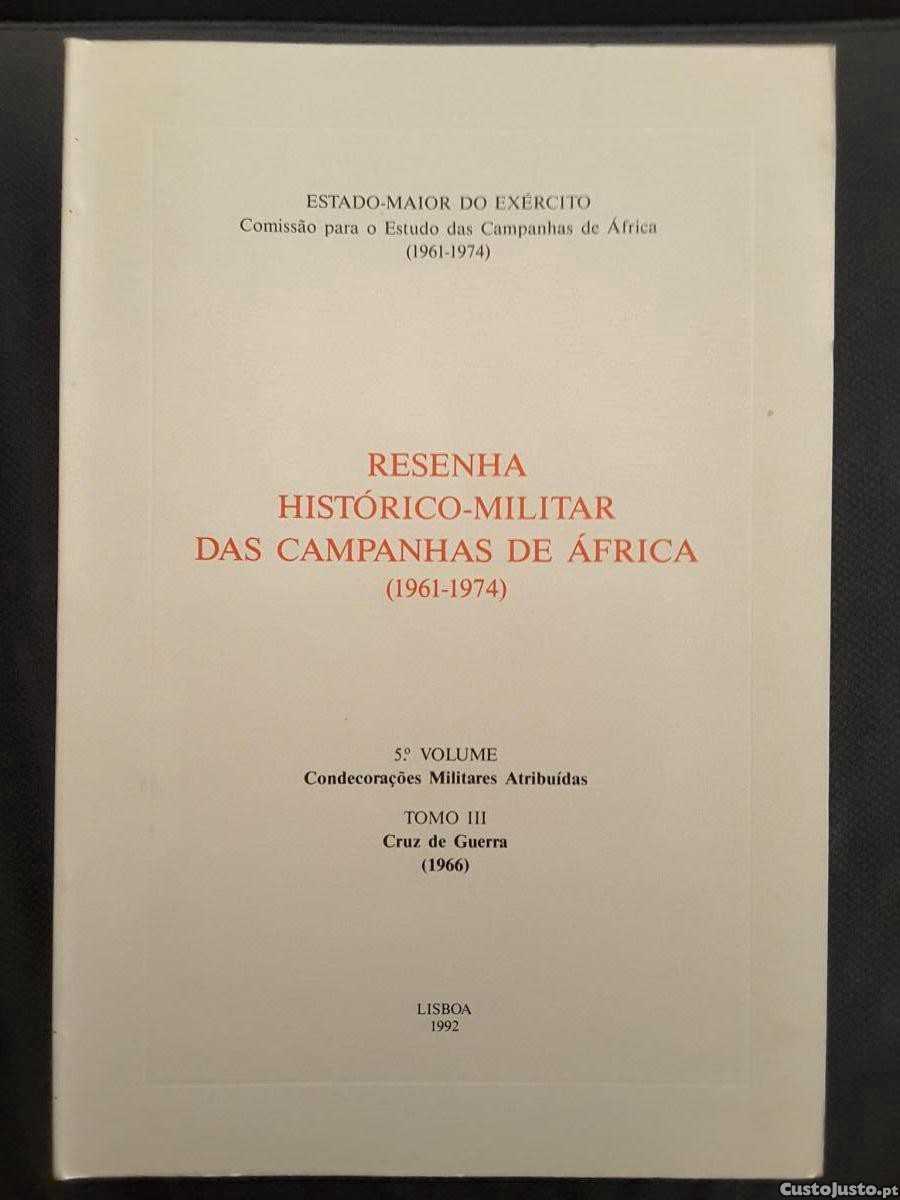 ESTADO-MAIOR DO EXÉRCITO
Comissão para o Estudo das Campanhas de África
(1961-1974)
RESENHA
HISTÓRICO-MILITAR
DAS CAMPANHAS DE ÁFRICA
(1961-1974)
5.º VOLUME
Condecorações Militares Atribuídas
TOMO III
Cruz de Guerra
(1966)
LISBOA
1992
CustoJusto.pt